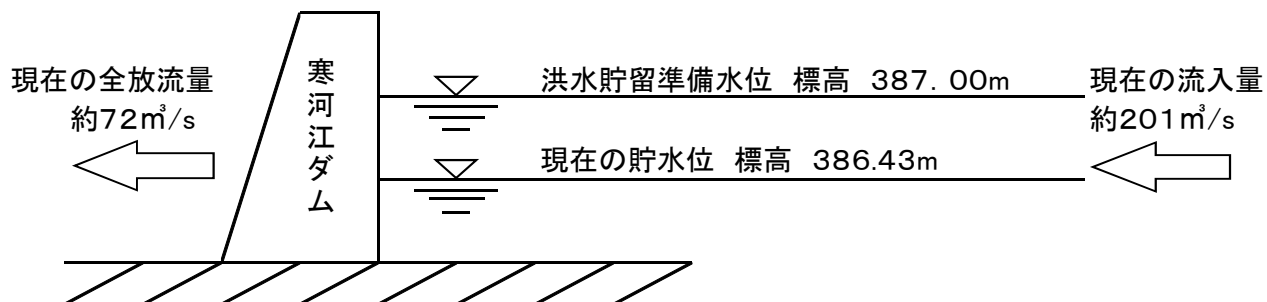 現在の全放流量
約72㎥/s
寒河江ダム
洪水貯留準備水位 標高 387.00m
現在の貯水位 標高 386.43m
現在の流入量
約201㎥/s